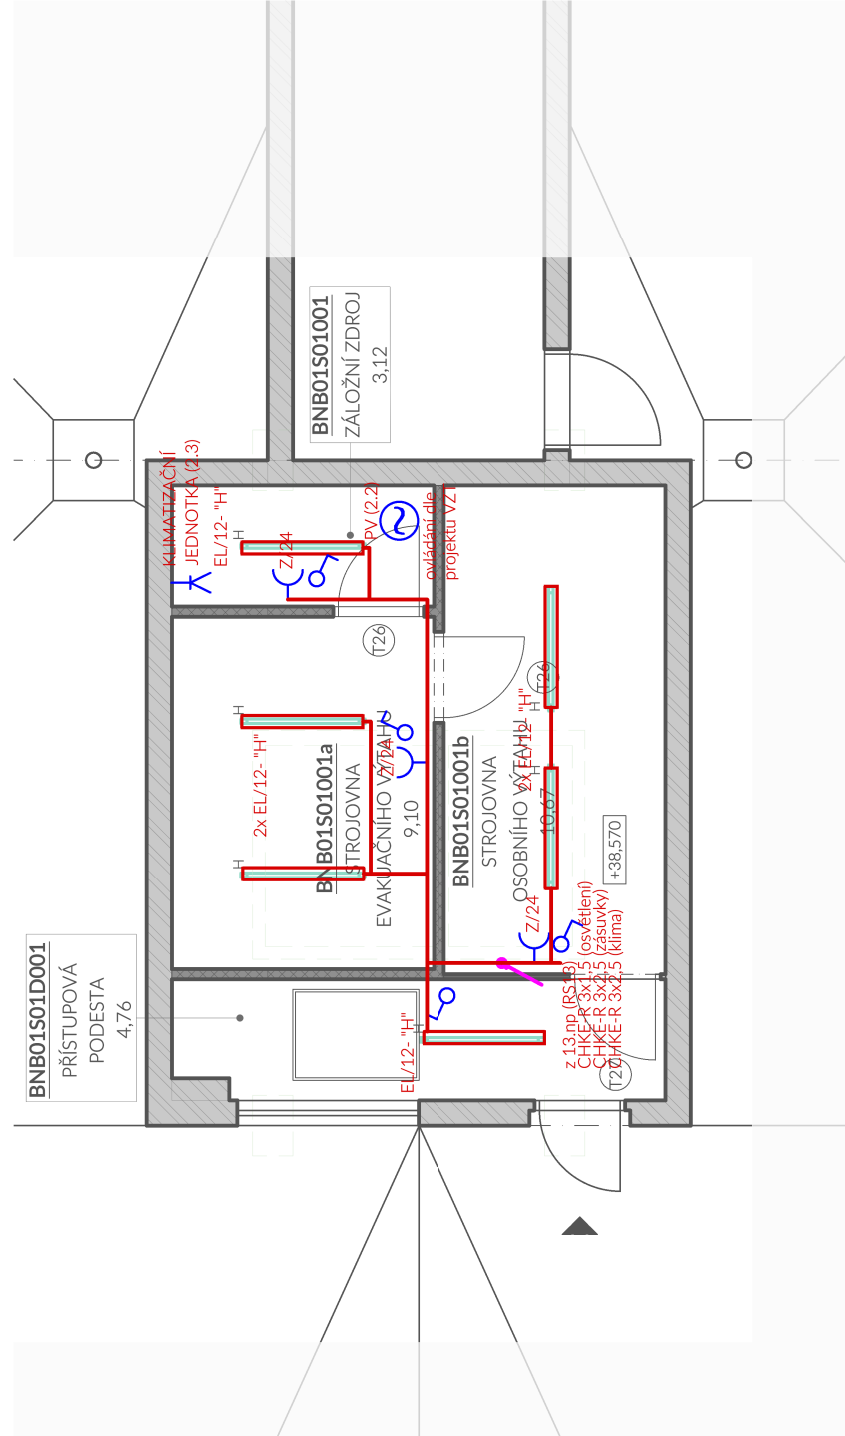 BNB01S01001
ZÁLOŽNÍ ZDROJ
3,12
KLIMATIZAČNÍ
JEDNOTKA (2.3)
EL/12- "H"
H
Z/24
PV (2.2)
ovládání dle
projektu VZT
T26
T26
H
2x EL/12- "H"
H
BNB01S01001a
STROJOVNA
EVAKUAČNÍHO VÝTAHU
9,10
Z/24
BNB01S01001b
STROJOVNA
OSOBNÍHO VÝTAHU
10,67
2x EL/12- "H"
H
H
+38,570
Z/24
BNB01S01D001
PŘÍSTUPOVÁ
PODESTA
4,76
EL/12- "H"
H
z 13.np (RS13)
CHKE-R 3x1,5 (osvětlení)
CHKE-R 3x2,5 (zásuvky)
CHKE-R 3x2,5 (klima)
T27